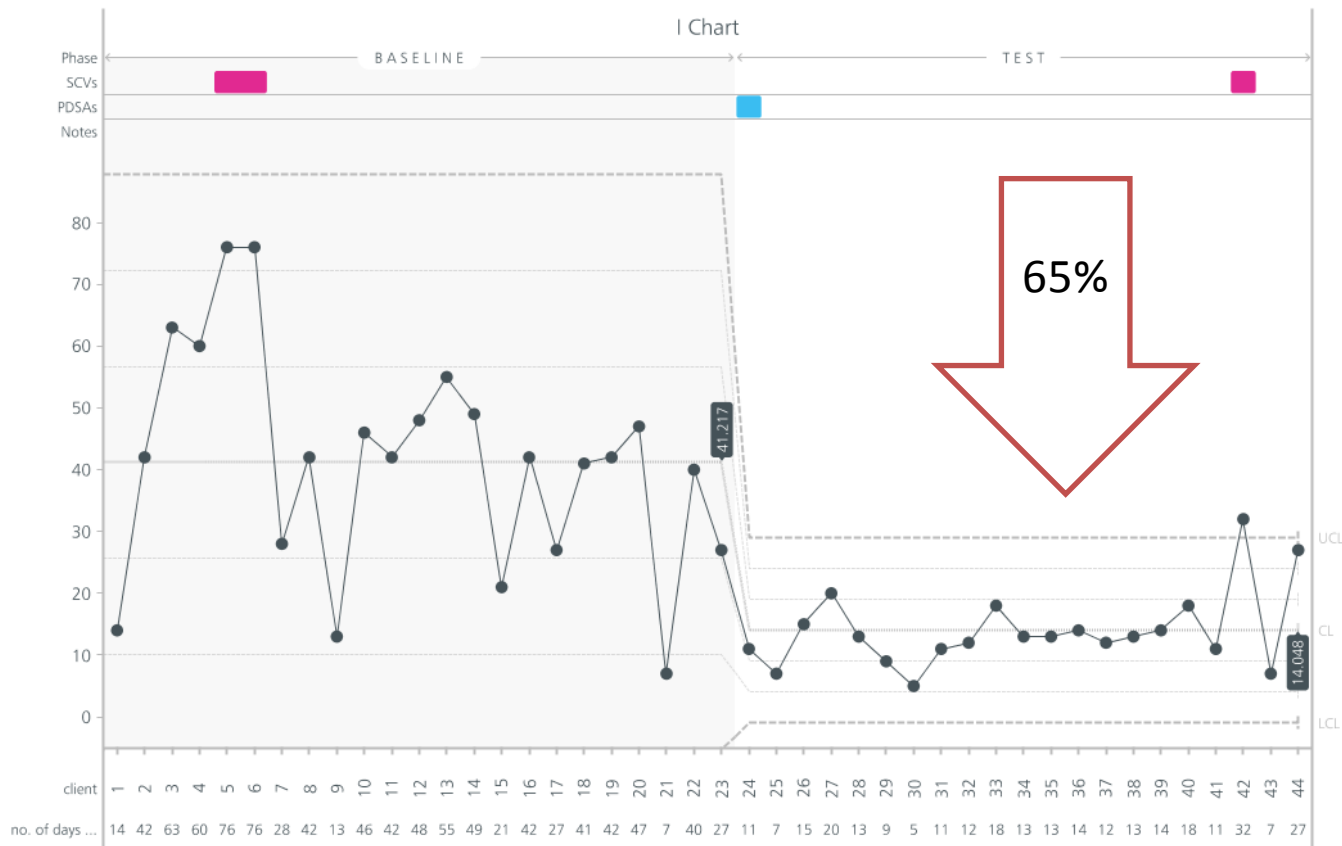 I Chart
Phase BASELINE TEST
SCVs
PDSAs
Notes
80
70
65%
60
50
41.217
40
30
UCL
20
CL
14.048
10
0
LCL
client 1 2 3 4 5 6 7 8 9 10 11 12 13 14 15 16 17 18 19 20 21 22 23 24 25 26 27 28 29 30 31 32 33 34 35 36 37 38 39 40 41 42 43 44
no. of days ... 14 42 63 60 76 76 28 42 13 46 42 48 55 49 21 42 27 41 42 47 7 40 27 11 7 15 20 13 9 5 11 12 18 13 13 14 12 13 14 18 11 32 7 27